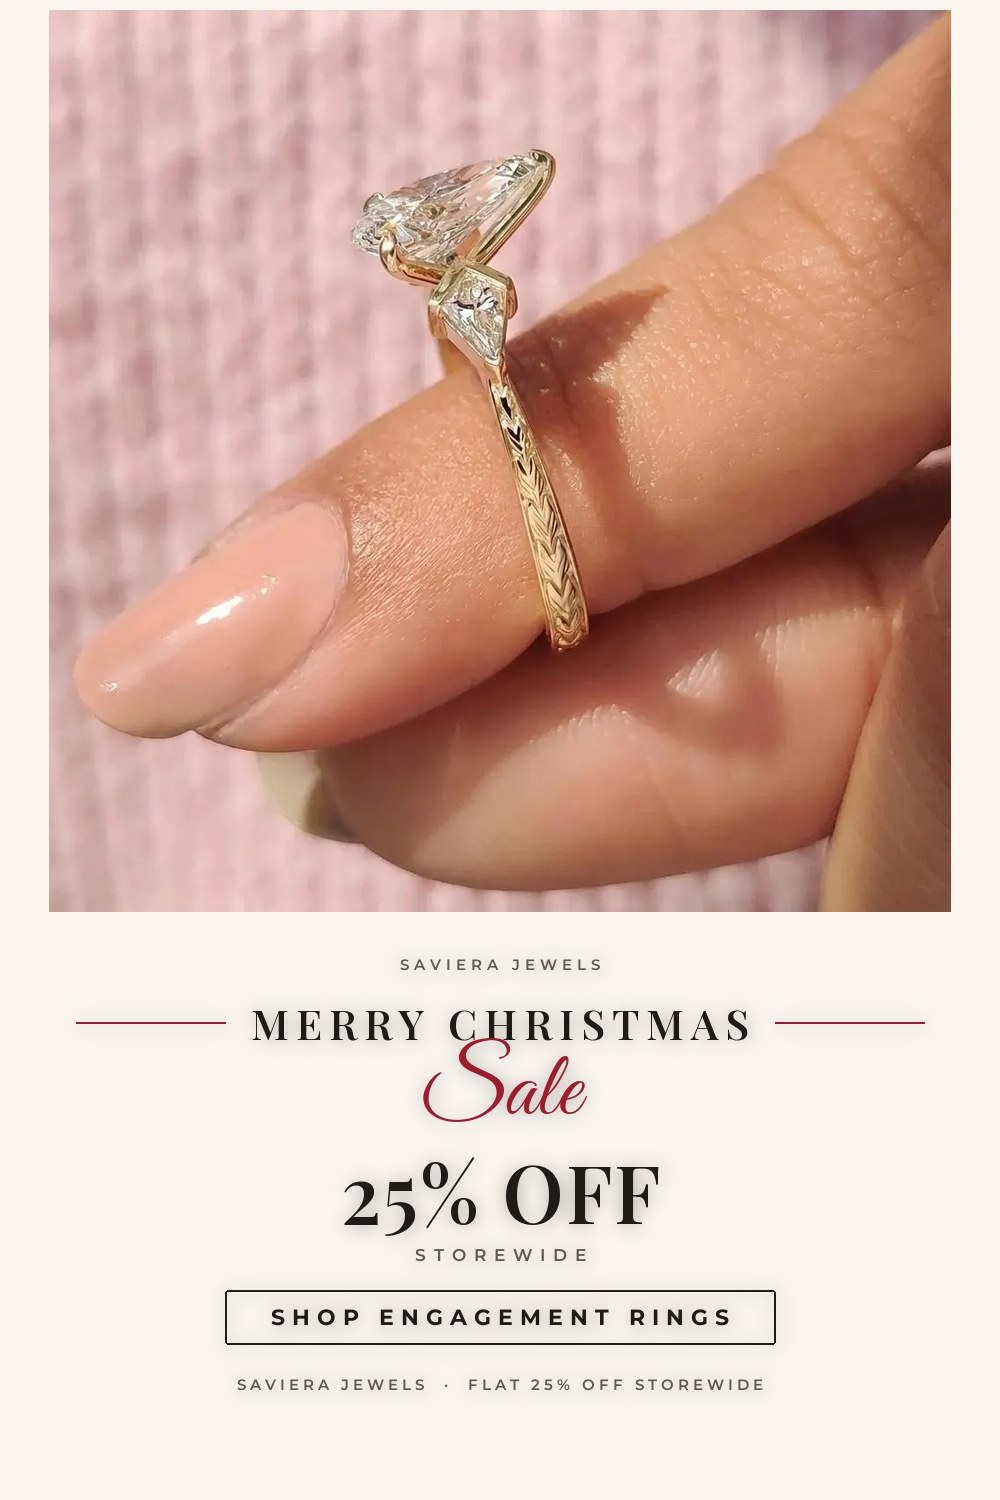 SAVIERA JEWELS
MERRY CHRISTMAS
Sale
25% OFF
STOREWIDE
SHOP ENGAGEMENT RINGS
SAVIERA JEWELS · FLAT 25% OFF STOREWIDE